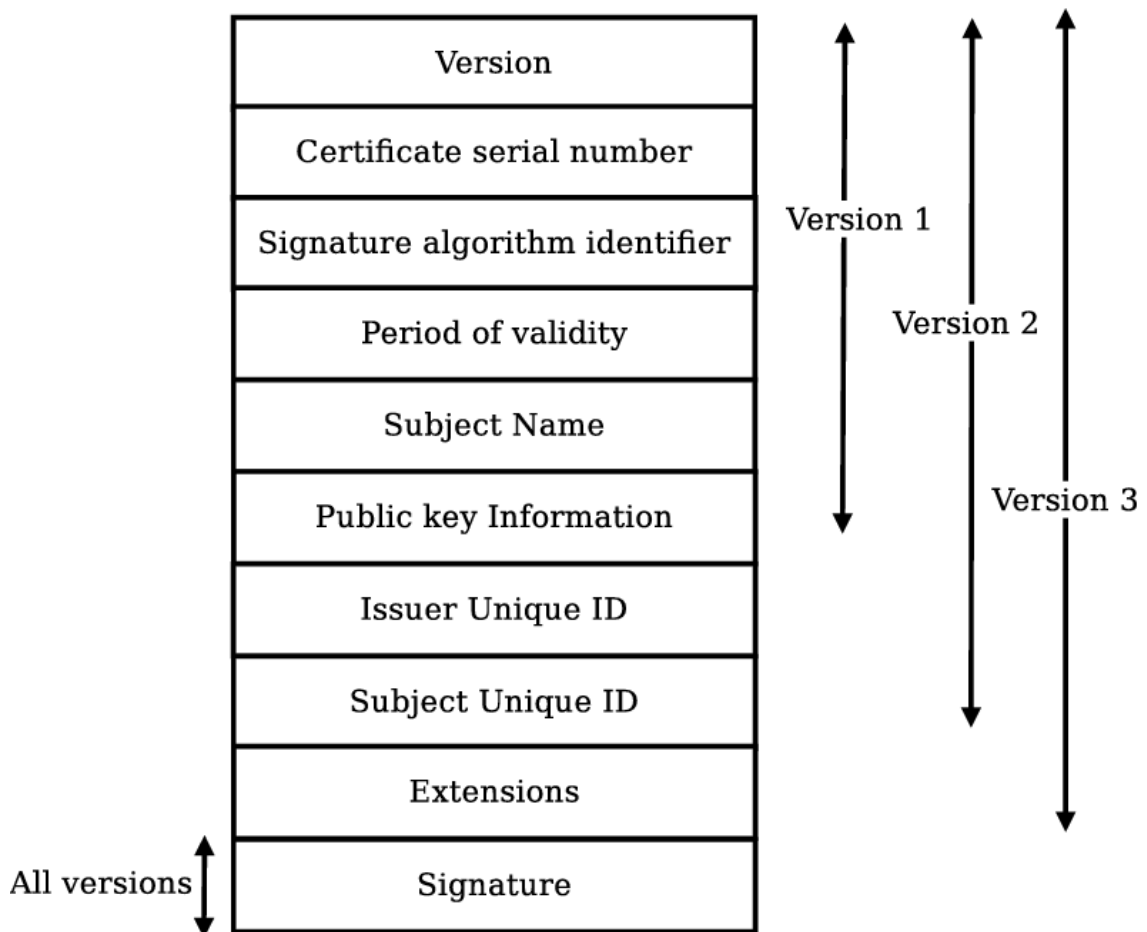 Version
Certificate serial number
Signature algorithm identifier
Period of validity
Subject Name
Public key Information
Issuer Unique ID
Subject Unique ID
Extensions
Signature
Version 1
Version 2
Version 3
All versions